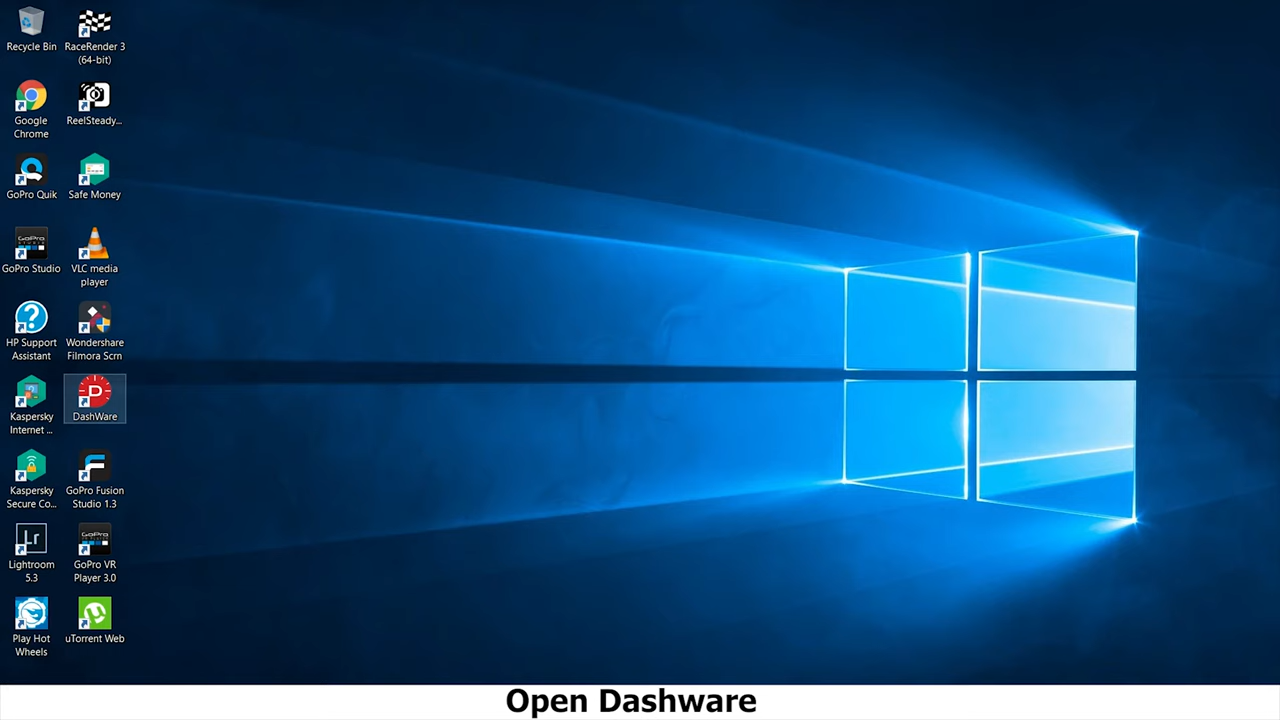 Recycle Bin
RaceRender 3
(64-bit)
Google
Chrome
ReelSteady...
GoPro Quik
Safe Money
GoPro Studio
VLC media
player
HP Support
Assistant
Wondershare
Filmora Scrn
Kaspersky
Internet ...
DashWare
Kaspersky
Secure Co...
GoPro Fusion
Studio 1.3
Lightroom
5.3
GoPro VR
Player 3.0
Play Hot
Wheels
uTorrent Web
Open Dashware